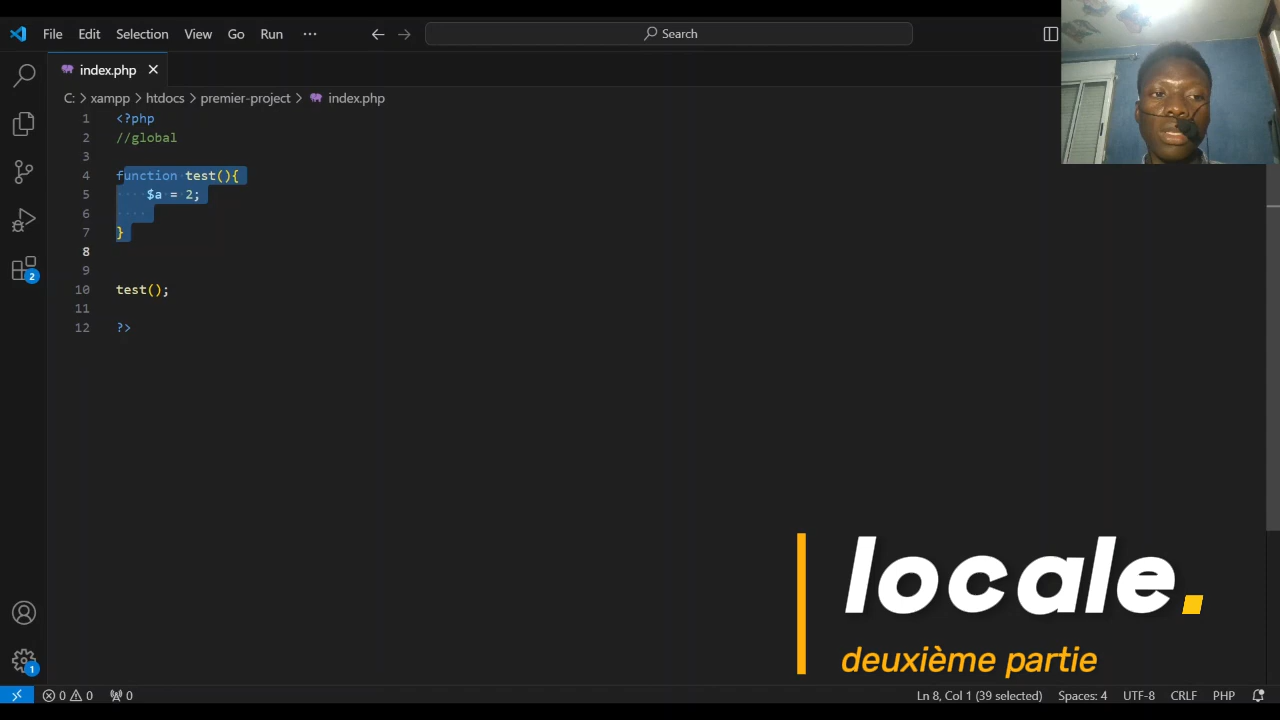 File Edit Selection View Go Run ··· Search
index.php
C: > xampp > htdocs > premier-project > index.php
1 <?php
2 //global
3
4 function test(){
5 $a = 2;
6
7 }
8
9
10 test();
11
12 ?>
2
locale.
deuxième partie
1
0 0 0 Ln 8, Col 1 (39 selected) Spaces: 4 UTF-8 CRLF PHP